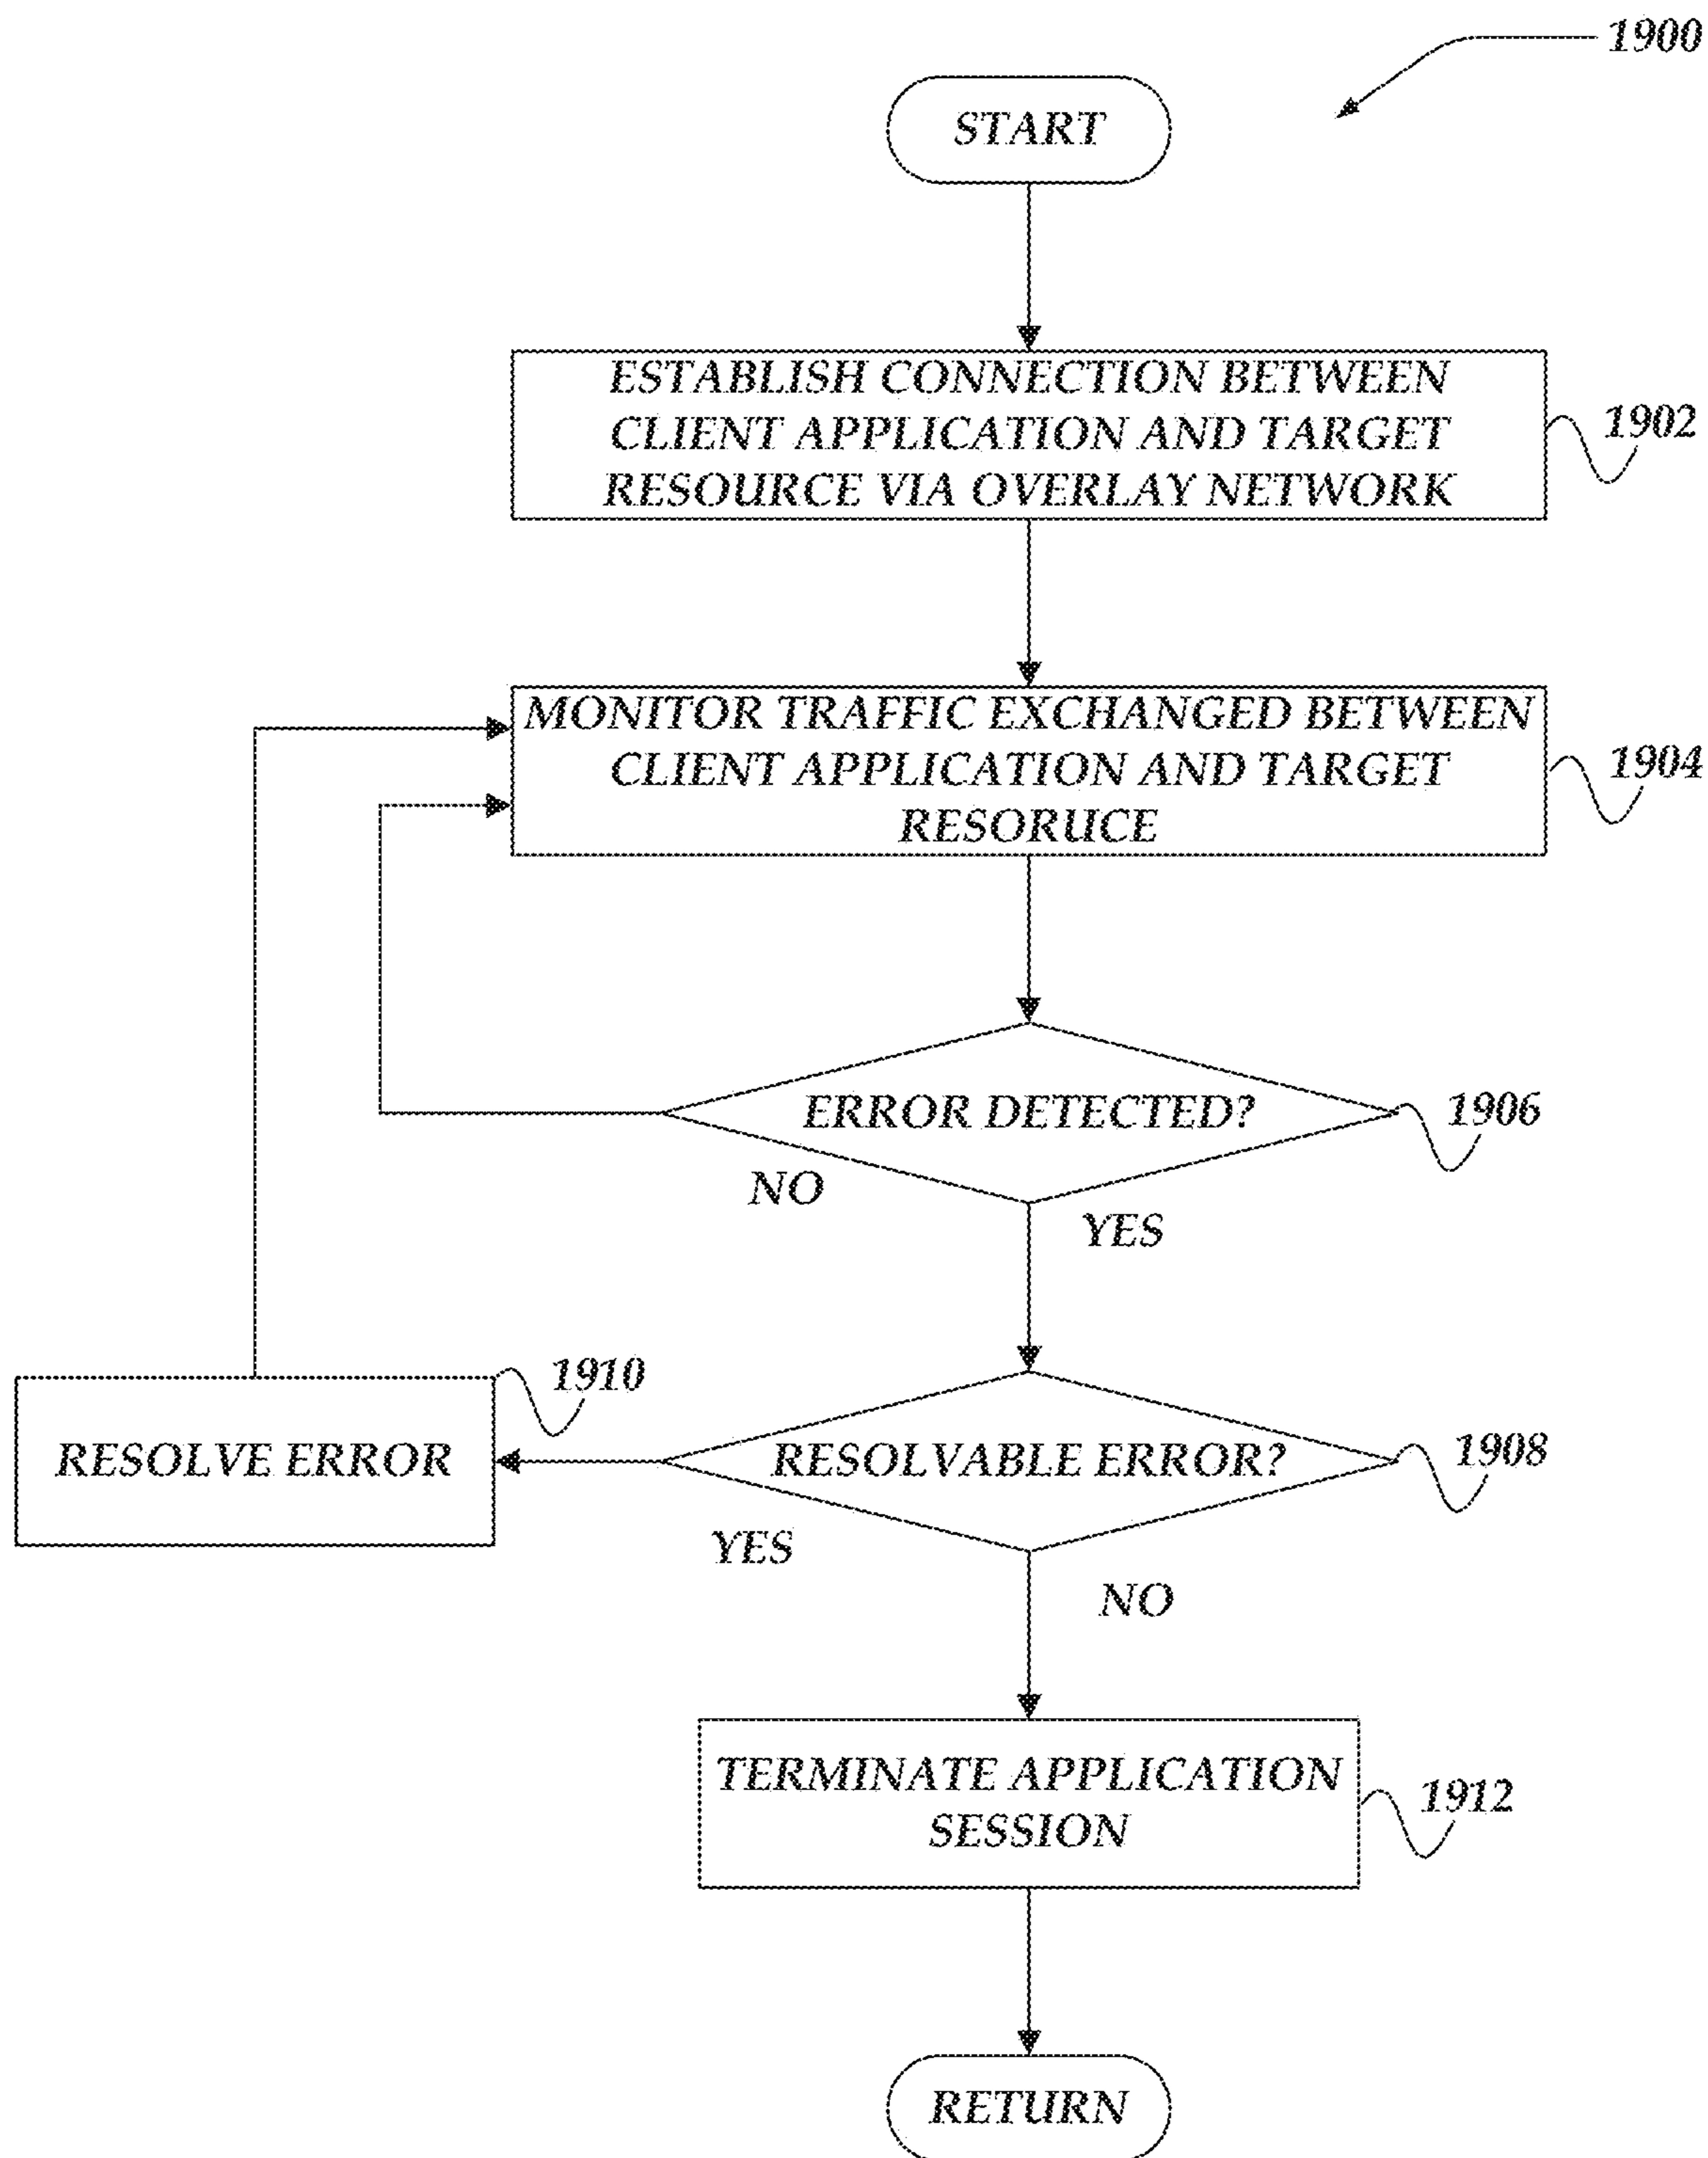 1900
START
ESTABLISH CONNECTION BETWEEN
CLIENT APPLICATION AND TARGET
RESOURCE VIA OVERLAY NETWORK
1902
MONITOR TRAFFIC EXCHANGED BETWEEN
CLIENT APPLICATION AND TARGET
RESORUCE
1904
ERROR DETECTED?
1906
NO
YES
1910
RESOLVE ERROR
RESOLVABLE ERROR?
1908
YES
NO
TERMINATE APPLICATION
SESSION
1912
RETURN